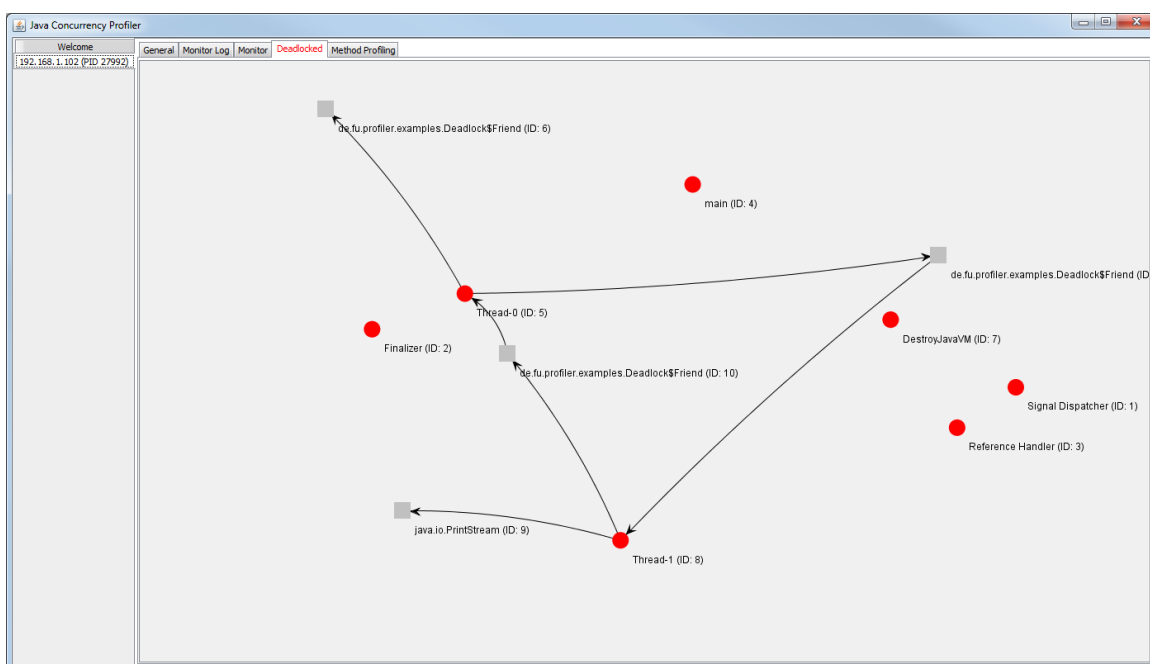 Java Concurrency Profiler
Welcome
192.168.1.102 (PID 27992)
General Monitor Log Monitor Deadlocked Method Profiling
de.fu.profiler.examples.Deadlock$Friend (ID: 6)
main (ID: 4)
de.fu.profiler.examples.Deadlock$Friend (ID
Thread-0 (ID: 5)
DestroyJavaVM (ID: 7)
Finalizer (ID: 2)
de.fu.profiler.examples.Deadlock$Friend (ID: 10)
Signal Dispatcher (ID: 1)
Reference Handler (ID: 3)
java.io.PrintStream (ID: 9)
Thread-1 (ID: 8)